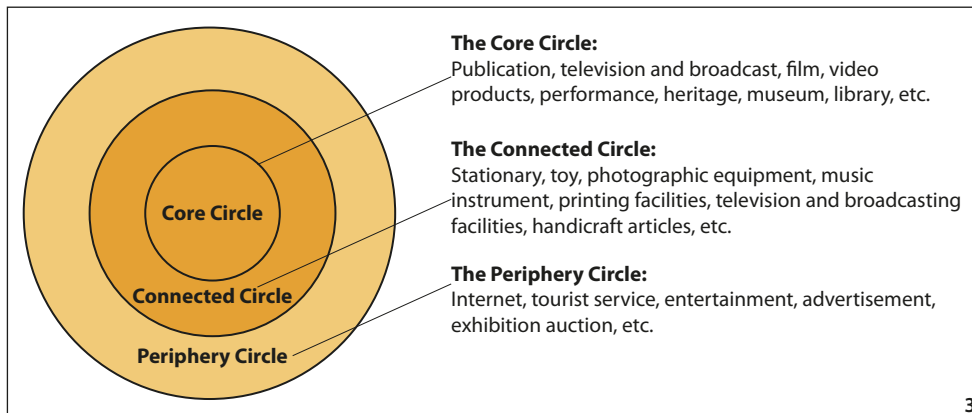 The Core Circle:
Publication, television and broadcast, film, video
products, performance, heritage, museum, library, etc.
The Connected Circle:
Stationary, toy, photographic equipment, music
instrument, printing facilities, television and broadcasting
facilities, handicraft articles, etc.
The Periphery Circle:
Internet, tourist service, entertainment, advertisement,
exhibition auction, etc.
Core Circle
Connected Circle
Periphery Circle
3